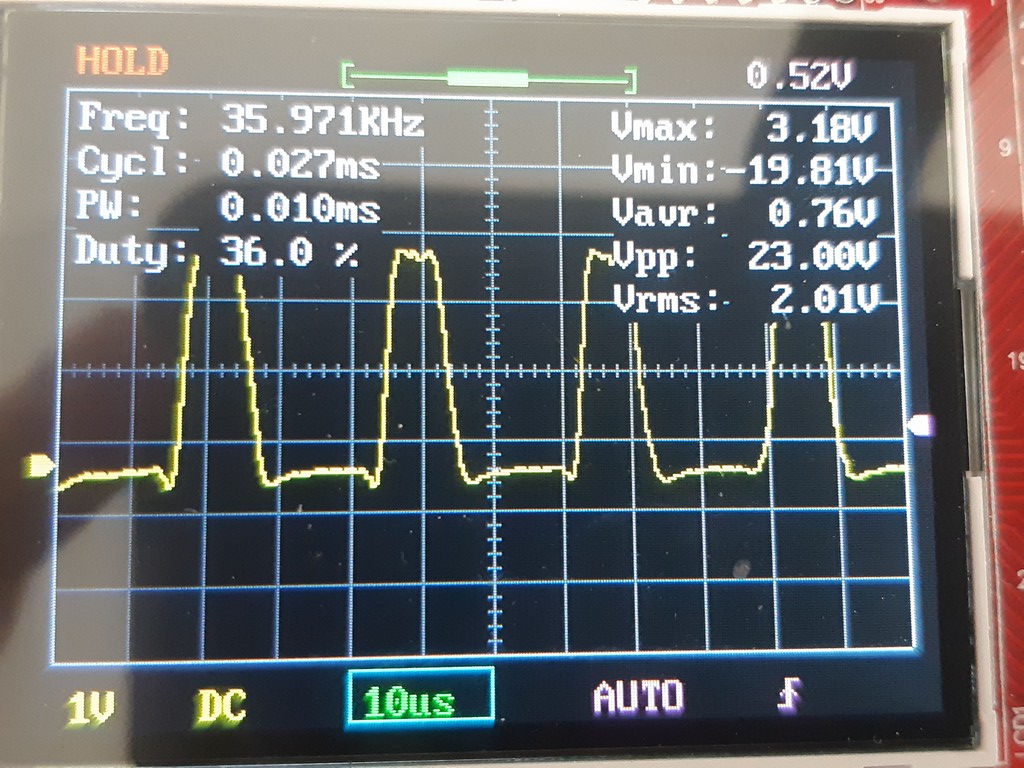 HOLD 0.52V
Freq: 35.971KHz Vmax: 3.18V
Cycl: 0.027ms Vmin:-19.81V
PW: 0.010ms Vavr: 0.76V
Duty: 36.0 % Vpp: 23.00V
Vrms: 2.01V
1V DC 10us AUTO
9